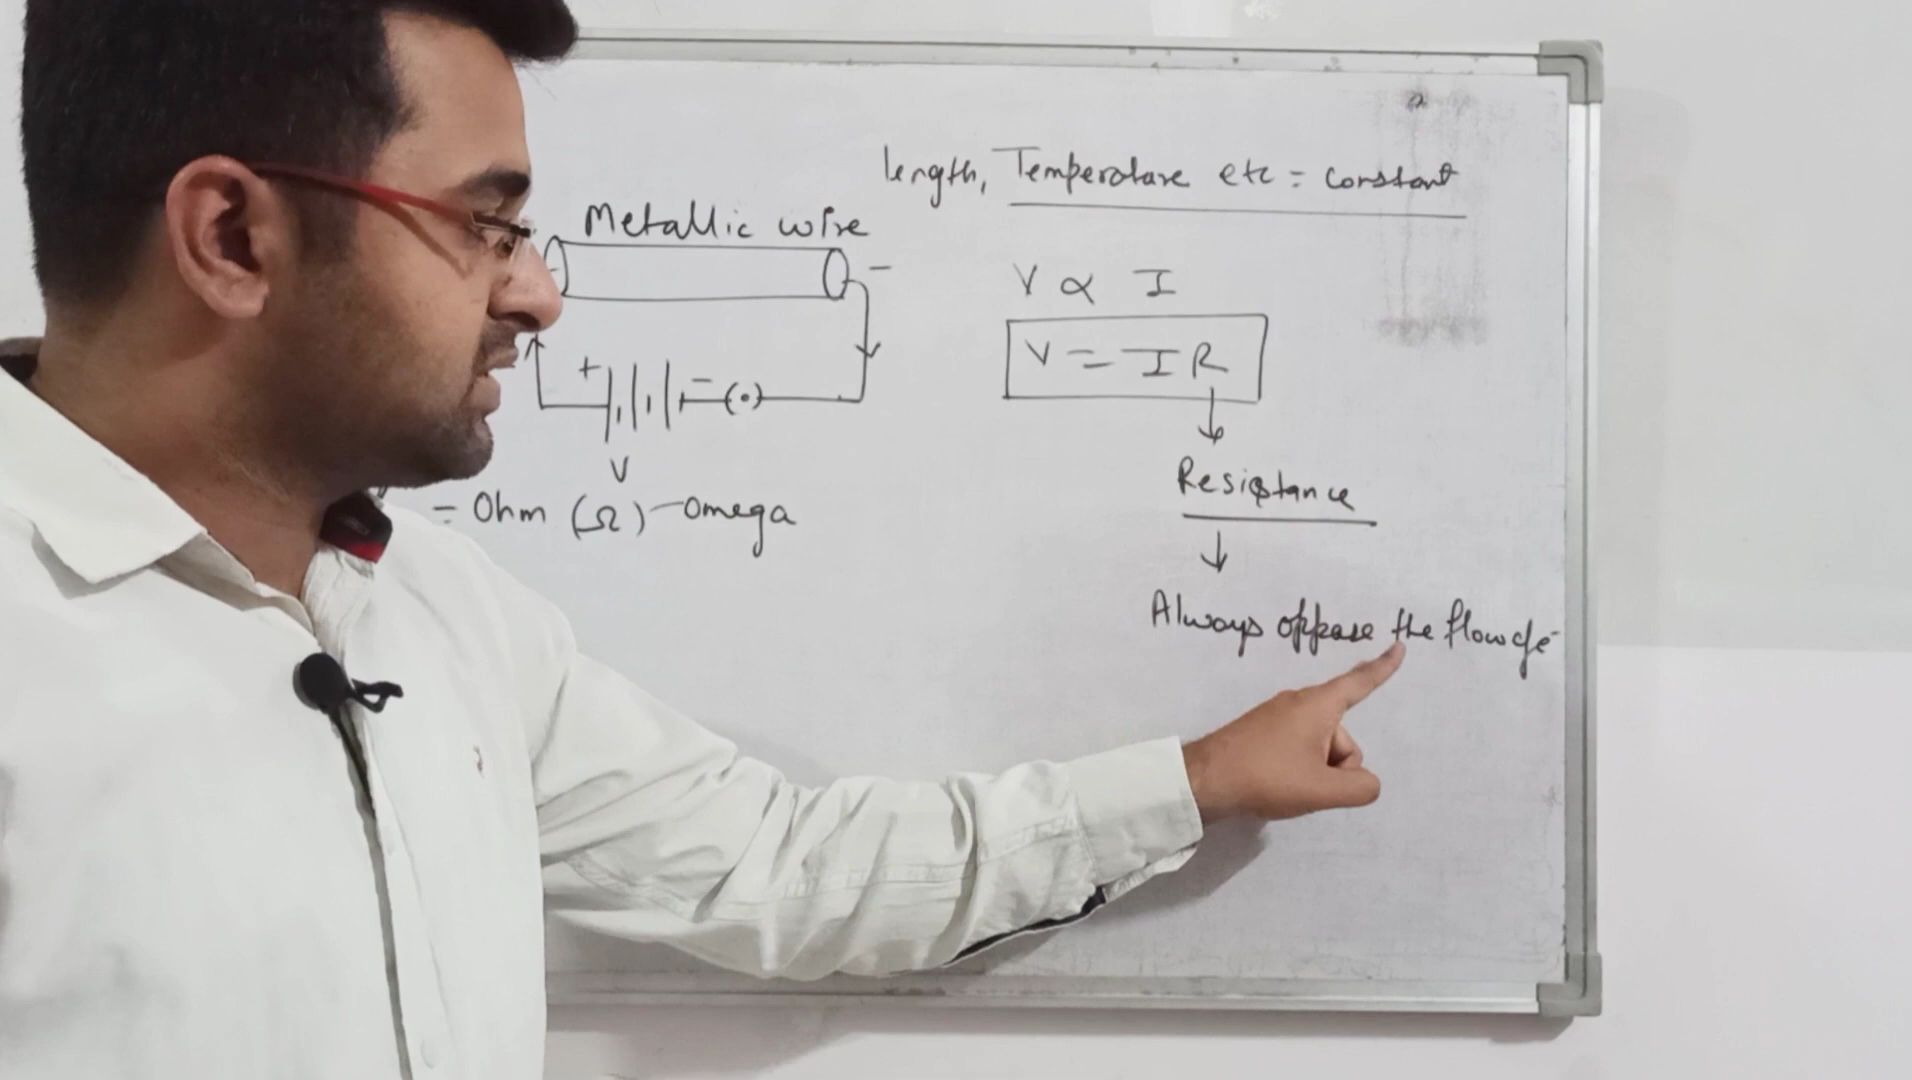 length, Temperature etc = constant
Metallic wire
-
V ∝ I
V = IR
+ -
V
Resistance
= Ohm (Ω) - Omega
Always oppose the flow of e⁻